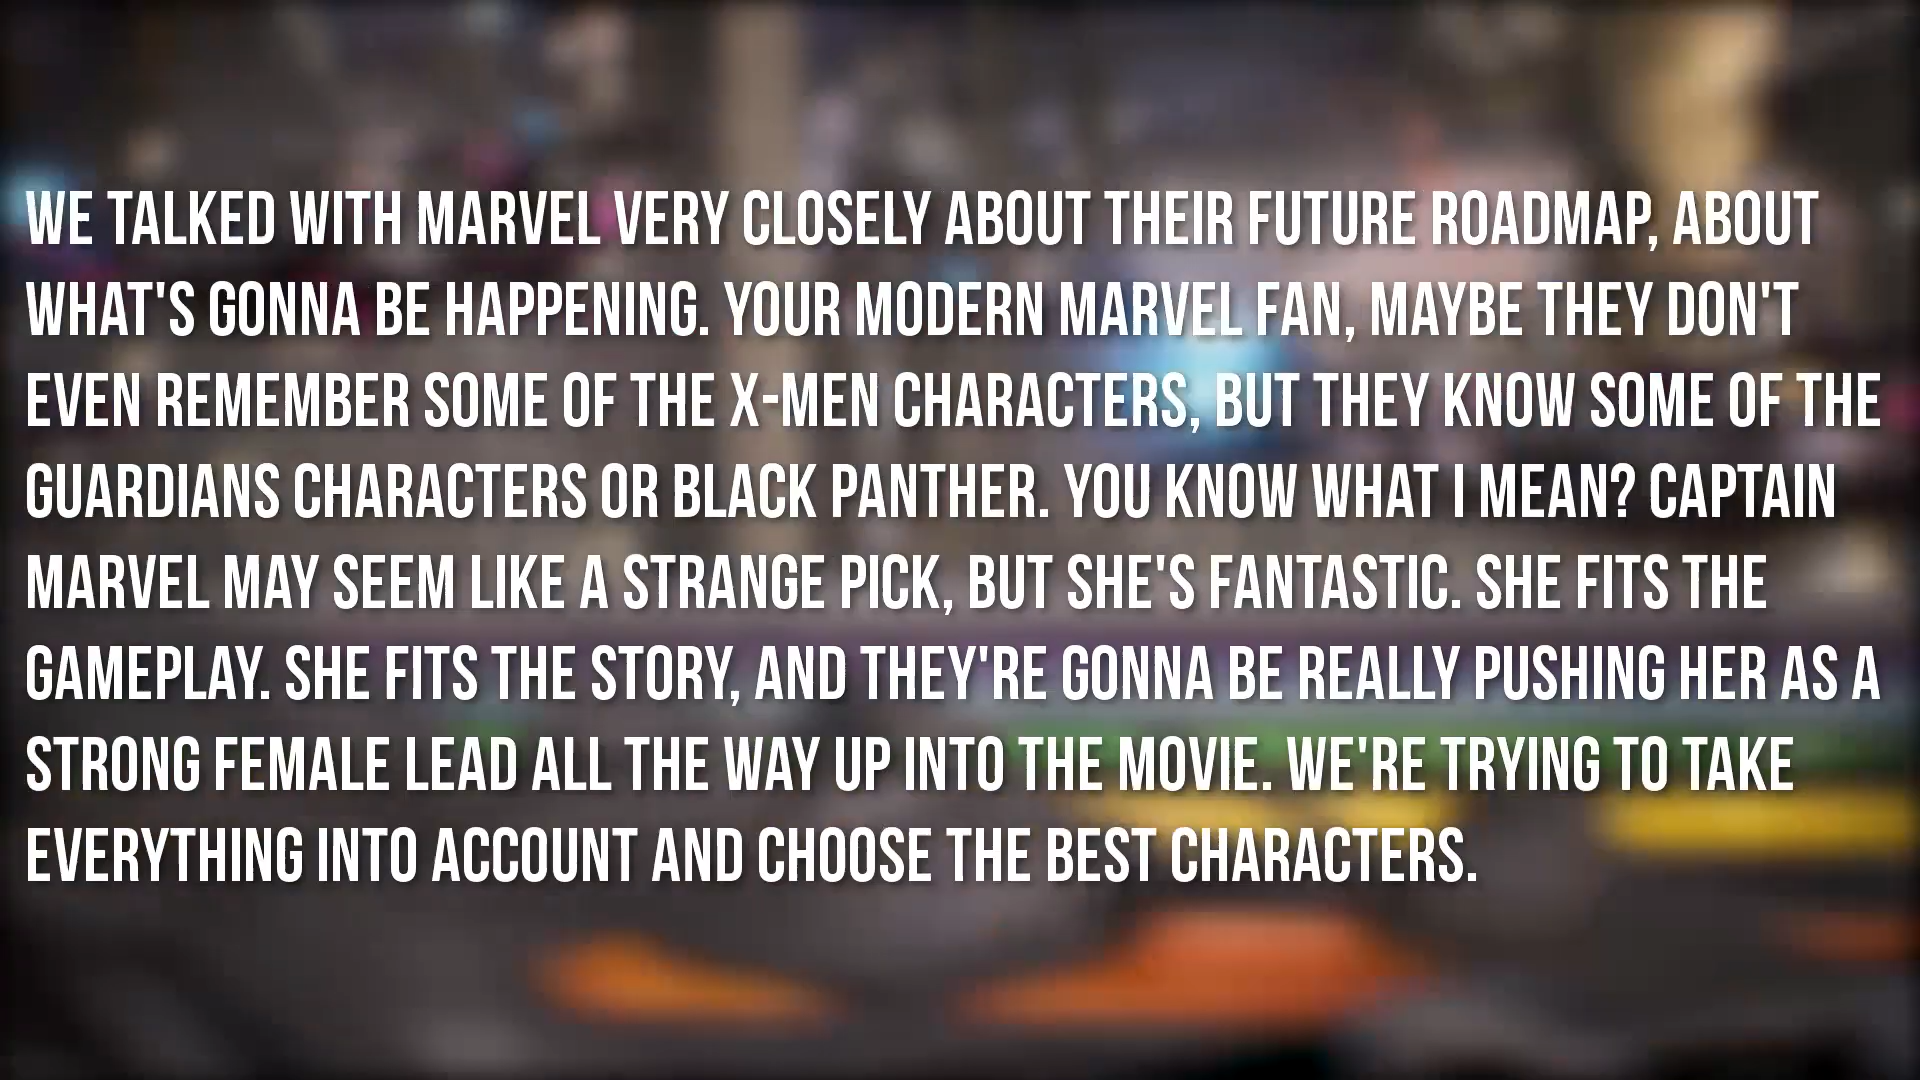 WE TALKED WITH MARVEL VERY CLOSELY ABOUT THEIR FUTURE ROADMAP, ABOUT
WHAT'S GONNA BE HAPPENING. YOUR MODERN MARVEL FAN, MAYBE THEY DON'T
EVEN REMEMBER SOME OF THE X-MEN CHARACTERS, BUT THEY KNOW SOME OF THE
GUARDIANS CHARACTERS OR BLACK PANTHER. YOU KNOW WHAT I MEAN? CAPTAIN
MARVEL MAY SEEM LIKE A STRANGE PICK, BUT SHE'S FANTASTIC. SHE FITS THE
GAMEPLAY. SHE FITS THE STORY, AND THEY'RE GONNA BE REALLY PUSHING HER AS A
STRONG FEMALE LEAD ALL THE WAY UP INTO THE MOVIE. WE'RE TRYING TO TAKE
EVERYTHING INTO ACCOUNT AND CHOOSE THE BEST CHARACTERS.